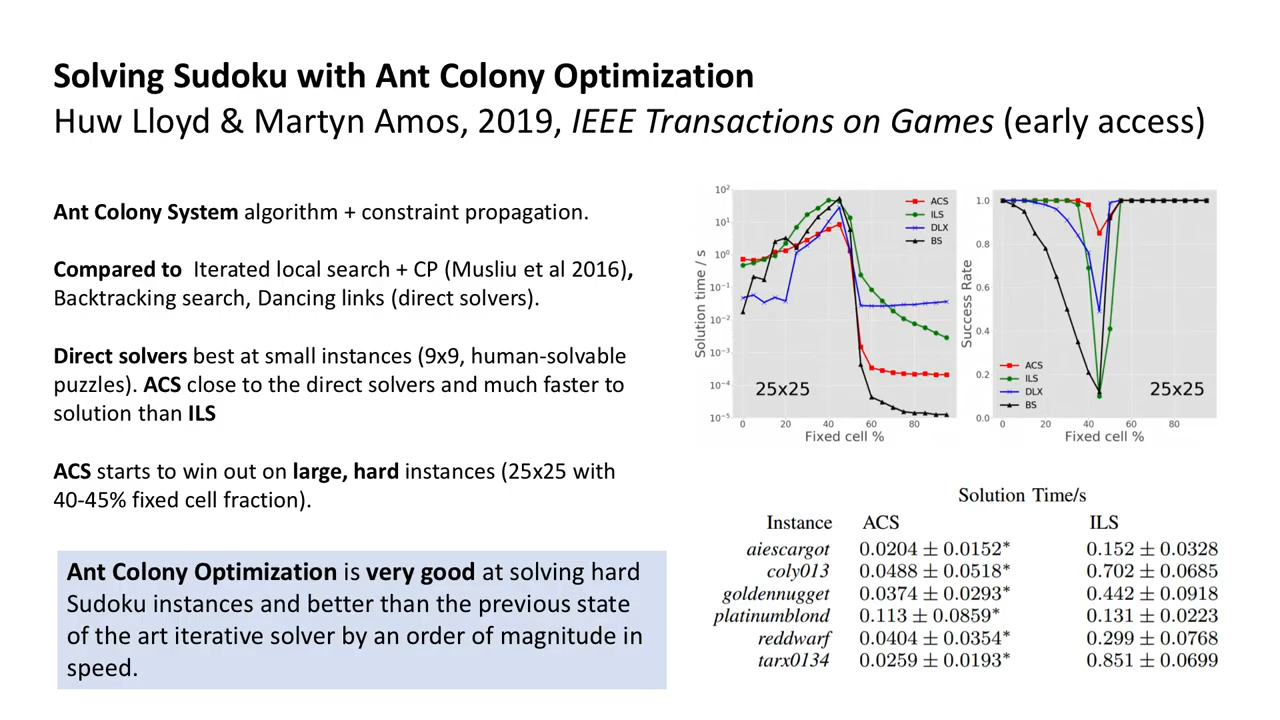 Solving Sudoku with Ant Colony Optimization
Huw Lloyd & Martyn Amos, 2019, IEEE Transactions on Games (early access)
Ant Colony System algorithm + constraint propagation.
Compared to  Iterated local search + CP (Musliu et al 2016),
Backtracking search, Dancing links (direct solvers).
Direct solvers best at small instances (9x9, human-solvable
puzzles). ACS close to the direct solvers and much faster to
solution than ILS
ACS starts to win out on large, hard instances (25x25 with
40-45% fixed cell fraction).
Ant Colony Optimization is very good at solving hard
Sudoku instances and better than the previous state
of the art iterative solver by an order of magnitude in
speed.
Solution time / s
10²
10¹
10⁰
10⁻¹
10⁻²
10⁻³
10⁻⁴
10⁻⁵
ACS
ILS
DLX
BS
25x25
0 20 40 60 80
Fixed cell %
Success Rate
1.0
0.8
0.6
0.4
0.2
0.0
ACS
ILS
DLX
BS
25x25
0 20 40 60 80
Fixed cell %
Solution Time/s
Instance ACS ILS
aiescargot 0.0204 ± 0.0152* 0.152 ± 0.0328
coly013 0.0488 ± 0.0518* 0.702 ± 0.0685
goldennugget 0.0374 ± 0.0293* 0.442 ± 0.0918
platinumblond 0.113 ± 0.0859* 0.131 ± 0.0223
reddwarf 0.0404 ± 0.0354* 0.299 ± 0.0768
tarx0134 0.0259 ± 0.0193* 0.851 ± 0.0699